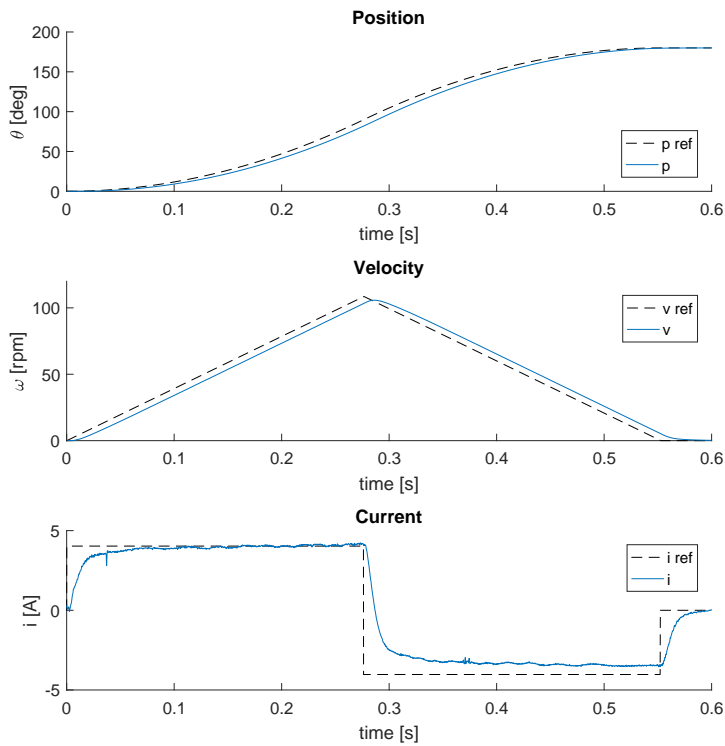 Position
200
150
100
50
0
θ [deg]
p ref
p
0 0.1 0.2 0.3 0.4 0.5 0.6
time [s]
Velocity
100
50
0
ω [rpm]
v ref
v
0 0.1 0.2 0.3 0.4 0.5 0.6
time [s]
Current
5
0
-5
i [A]
i ref
i
0 0.1 0.2 0.3 0.4 0.5 0.6
time [s]